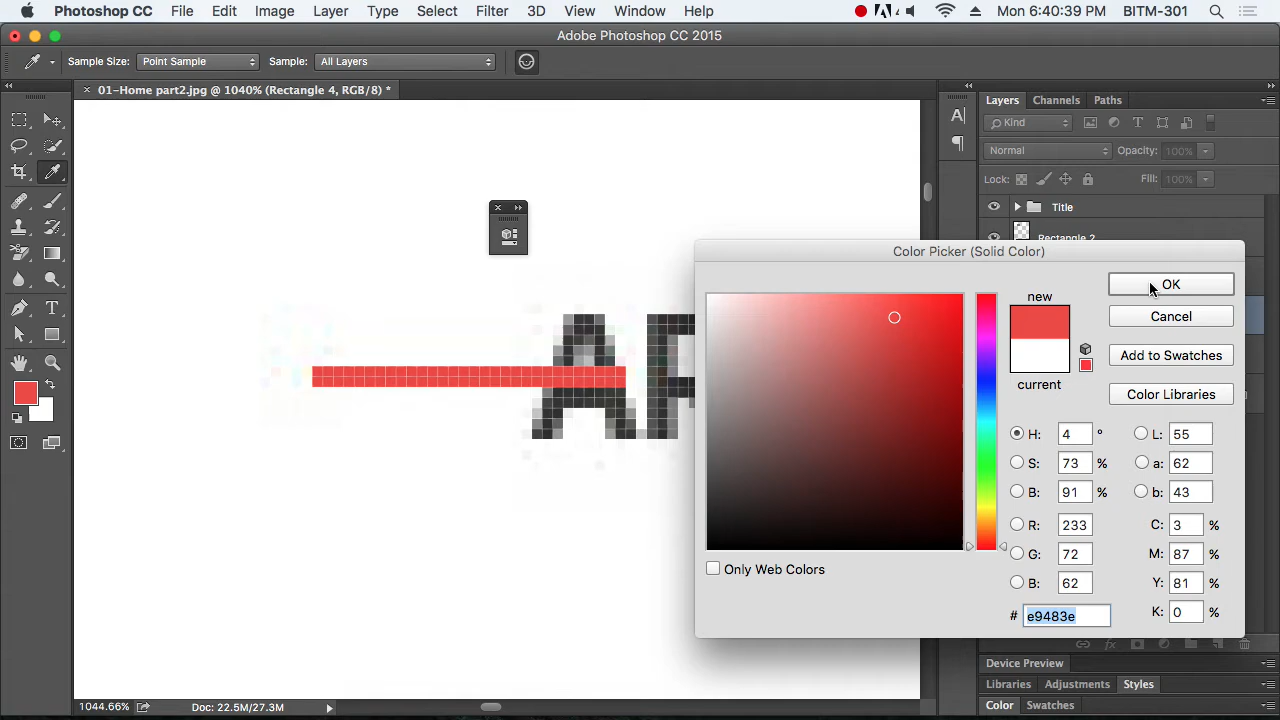 Photoshop CC File Edit Image Layer Type Select Filter 3D View Window Help Mon 6:40:39 PM BITM-301
Adobe Photoshop CC 2015
Sample Size: Point Sample Sample: All Layers
× 01-Home part2.jpg @ 1040% (Rectangle 4, RGB/8) *
Layers Channels Paths
Kind
Normal Opacity: 100%
Lock: Fill: 100%
Title
Rectangle 2
Color Picker (Solid Color)
new
OK
Cancel
current
Add to Swatches
Color Libraries
H: 4 ° L: 55
S: 73 % a: 62
B: 91 % b: 43
R: 233 C: 3 %
G: 72 M: 87 %
B: 62 Y: 81 %
# e9483e K: 0 %
Only Web Colors
A
Device Preview
Libraries Adjustments Styles
Color Swatches
1044.66% Doc: 22.5M/27.3M